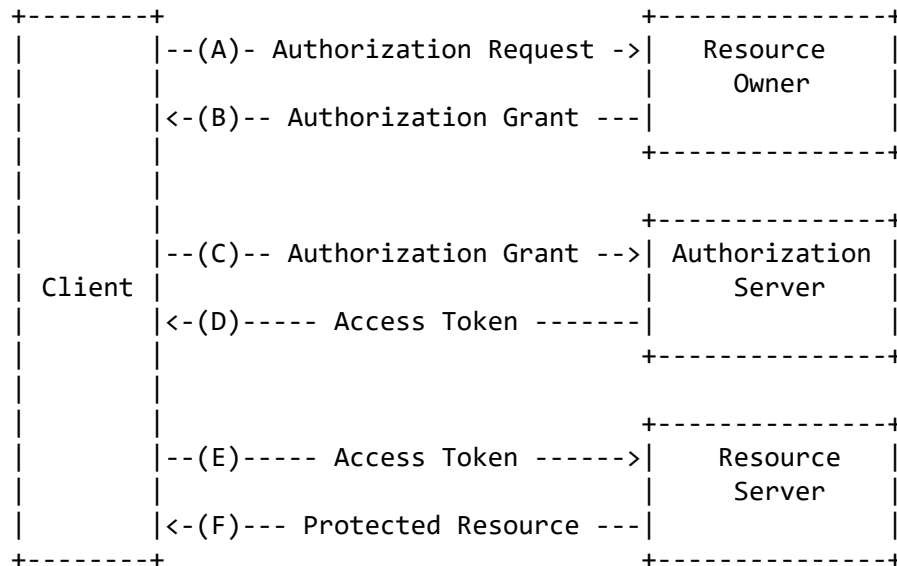 +--------+                               +---------------+
|        |--(A)- Authorization Request ->|   Resource    |
|        |                               |     Owner     |
|        |<-(B)-- Authorization Grant ---|               |
|        |                               +---------------+
|        |
|        |                               +---------------+
|        |--(C)-- Authorization Grant -->| Authorization |
| Client |                               |     Server    |
|        |<-(D)----- Access Token -------|               |
|        |                               +---------------+
|        |
|        |                               +---------------+
|        |--(E)----- Access Token ------>|    Resource   |
|        |                               |     Server    |
|        |<-(F)--- Protected Resource ---|               |
+--------+                               +---------------+